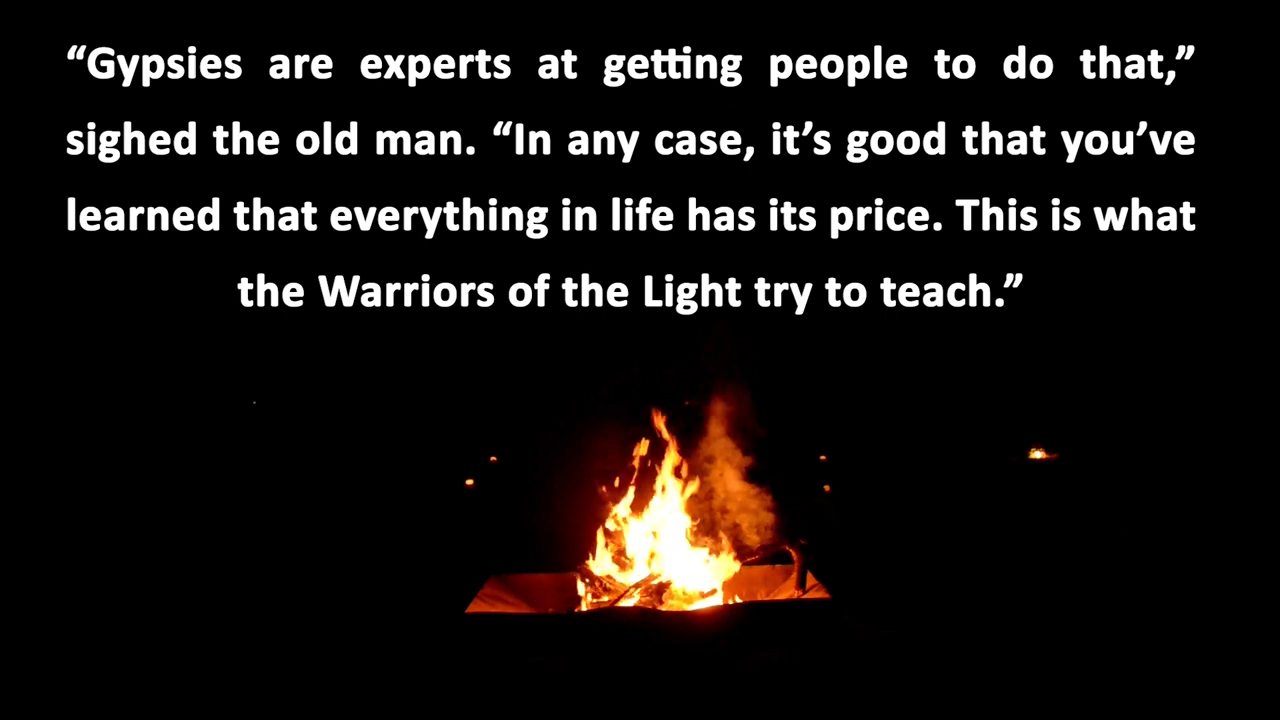 “Gypsies are experts at getting people to do that,”
sighed the old man. “In any case, it’s good that you’ve
learned that everything in life has its price. This is what
the Warriors of the Light try to teach.”